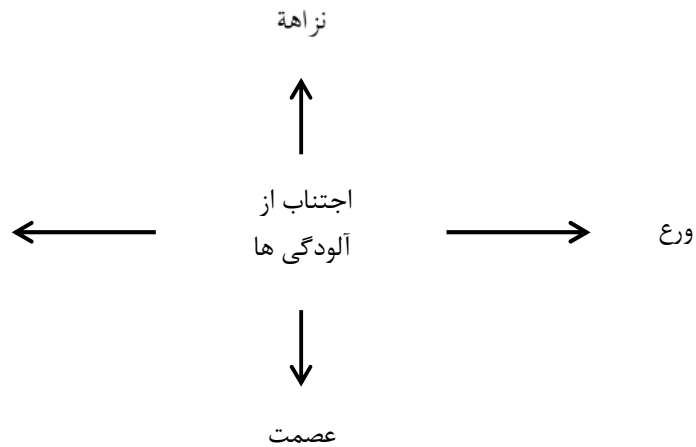 نزاهة
اجتناب از
آلودگی ها
ورع
عصمت